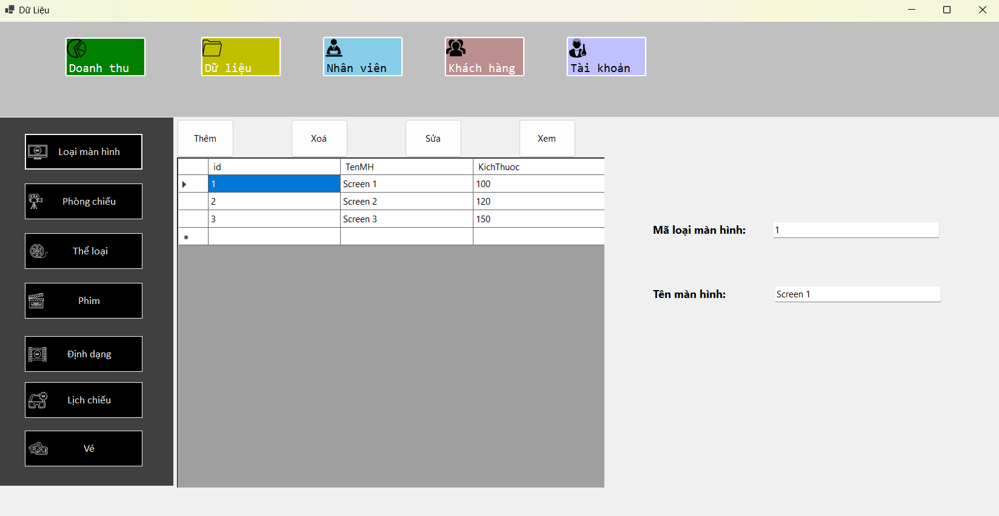 Dữ Liệu
Doanh thu
Dữ liệu
Nhân viên
Khách hàng
Tài khoản
Loại màn hình
Phòng chiếu
Thể loại
Phim
Định dạng
Lịch chiếu
Vé
Thêm Xoá Sửa Xem
id TenMH KichThuoc
1 Screen 1 100
2 Screen 2 120
3 Screen 3 150
Mã loại màn hình: 1
Tên màn hình: Screen 1